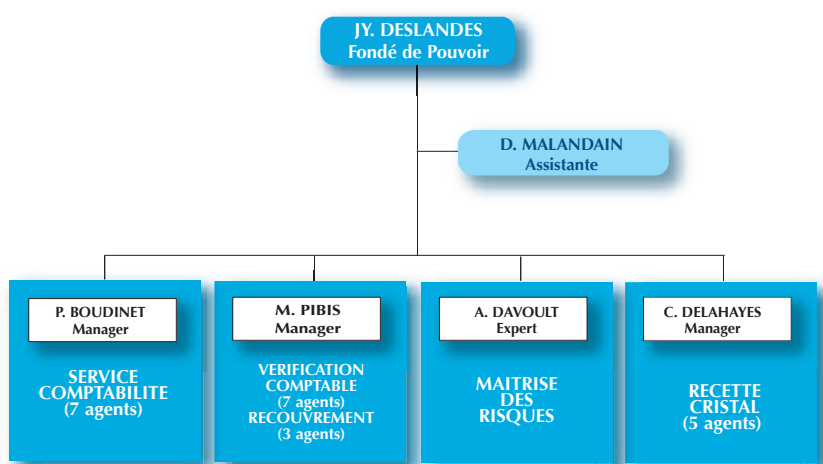 JY. DESLANDES
Fondé de Pouvoir
D. MALANDAIN
Assistante
P. BOUDINET
Manager
SERVICE
COMPTABILITE
(7 agents)
M. PIBIS
Manager
VERIFICATION
COMPTABLE
(7 agents)
RECOUVREMENT
(3 agents)
A. DAVOULT
Expert
MAITRISE
DES
RISQUES
C. DELAHAYES
Manager
RECETTE
CRISTAL
(5 agents)